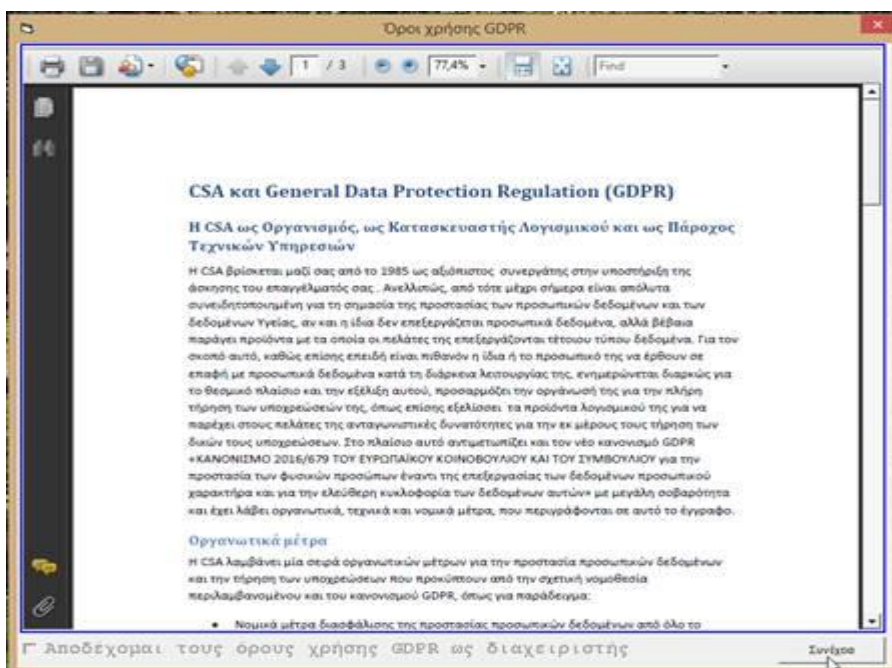 Όροι χρήσης GDPR
1 / 3 77,4% Find
CSA και General Data Protection Regulation (GDPR)
Η CSA ως Οργανισμός, ως Κατασκευαστής Λογισμικού και ως Πάροχος
Τεχνικών Υπηρεσιών
Η CSA βρίσκεται μαζί σας από το 1985 ως αξιόπιστος συνεργάτης στην υποστήριξη της
άσκησης του επαγγέλματός σας. Ανελλιπώς, από τότε μέχρι σήμερα είναι απόλυτα
συνειδητοποιημένη για τη σημασία της προστασίας των προσωπικών δεδομένων και των
δεδομένων Υγείας, αν και η ίδια δεν επεξεργάζεται προσωπικά δεδομένα, αλλά βέβαια
παράγει προϊόντα με τα οποία οι πελάτες της επεξεργάζονται τέτοιου τύπου δεδομένα. Για τον
σκοπό αυτό, καθώς επίσης επειδή είναι πιθανόν η ίδια ή το προσωπικό της να έρθουν σε
επαφή με προσωπικά δεδομένα κατά τη διάρκεια λειτουργίας της, ενημερώνεται διαρκώς για
το θεσμικό πλαίσιο και την εξέλιξη αυτού, προσαρμόζει την οργάνωσή της για την πλήρη
τήρηση των υποχρεώσεών της, όπως επίσης εξελίσσει τα προϊόντα λογισμικού της για να
παρέχει στους πελάτες της ανταγωνιστικές δυνατότητες για την εκ μέρους τους τήρηση των
δικών τους υποχρεώσεων. Στο πλαίσιο αυτό αντιμετωπίζει και τον νέο κανονισμό GDPR
«ΚΑΝΟΝΙΣΜΟ 2016/679 ΤΟΥ ΕΥΡΩΠΑΪΚΟΥ ΚΟΙΝΟΒΟΥΛΙΟΥ ΚΑΙ ΤΟΥ ΣΥΜΒΟΥΛΙΟΥ για την
προστασία των φυσικών προσώπων έναντι της επεξεργασίας των δεδομένων προσωπικού
χαρακτήρα και για την ελεύθερη κυκλοφορία των δεδομένων αυτών» με μεγάλη σοβαρότητα
και έχει λάβει οργανωτικά, τεχνικά και νομικά μέτρα, που περιγράφονται σε αυτό το έγγραφο.
Οργανωτικά μέτρα
Η CSA λαμβάνει μία σειρά οργανωτικών μέτρων για την προστασία προσωπικών δεδομένων
και την τήρηση των υποχρεώσεων που προκύπτουν από την σχετική νομοθεσία
περιλαμβανομένου και του κανονισμού GDPR, όπως για παράδειγμα:
• Νομικά μέτρα διασφάλισης της προστασίας προσωπικών δεδομένων από όλο το
Αποδέχομαι τους όρους χρήσης GDPR ως διαχειριστής
Συνέχεια